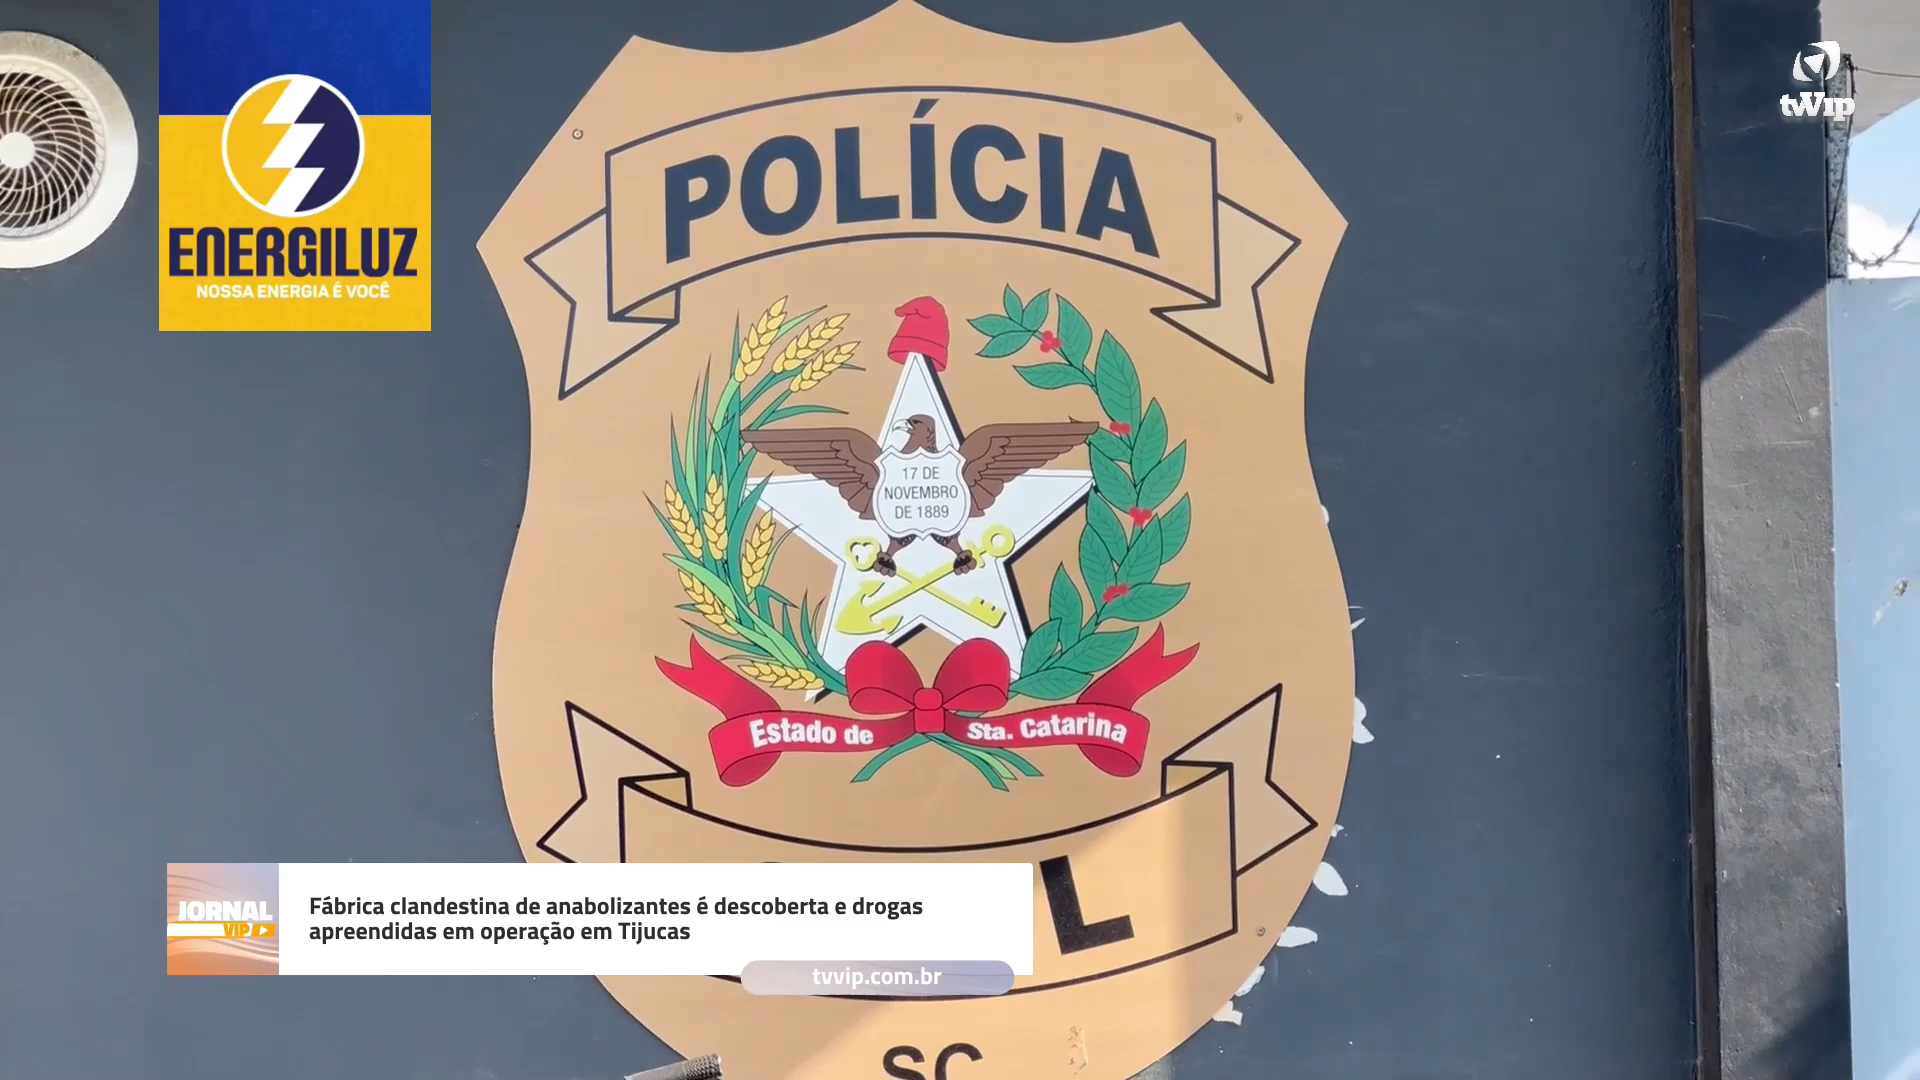 tvVip
ENERGILUZ
NOSSA ENERGIA É VOCÊ
POLÍCIA
17 DE
NOVEMBRO
DE 1889
Estado de Sta. Catarina
L
JORNAL
VIP
Fábrica clandestina de anabolizantes é descoberta e drogas
apreendidas em operação em Tijucas
tvvip.com.br
SC